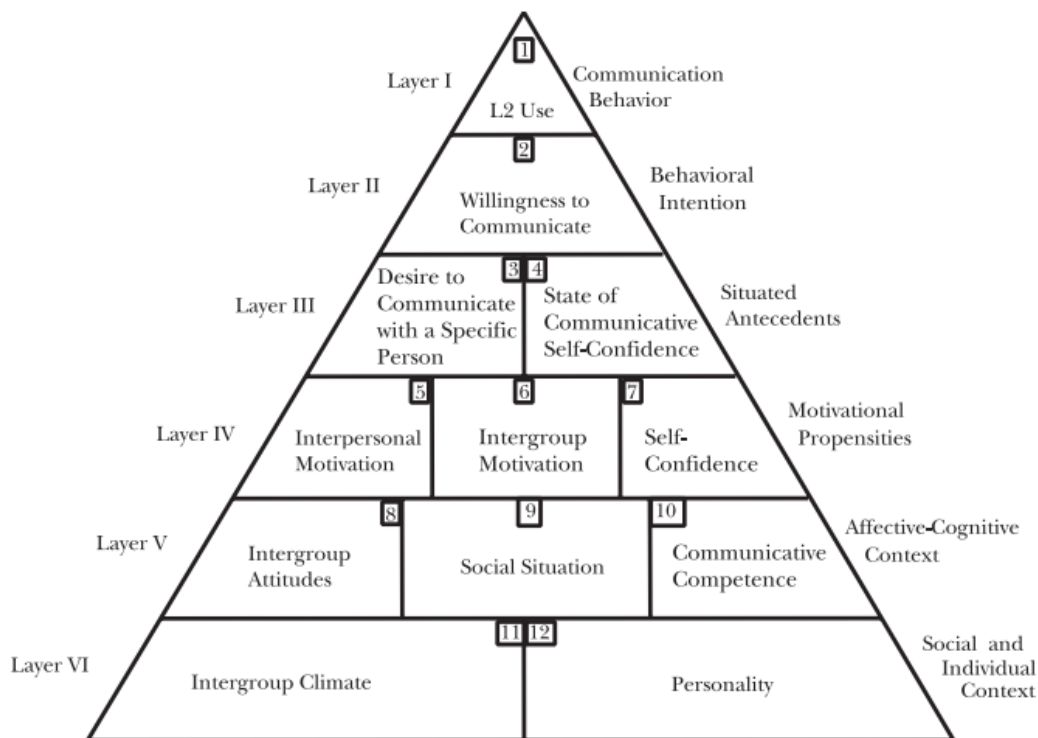 1
Layer I
Communication
Behavior
L2 Use
2
Layer II
Behavioral
Intention
Willingness to
Communicate
3
4
Layer III
Desire to
Communicate
with a Specific
Person
State of
Communicative
Self-Confidence
Situated
Antecedents
5
6
7
Layer IV
Interpersonal
Motivation
Intergroup
Motivation
Self-
Confidence
Motivational
Propensities
8
9
10
Layer V
Intergroup
Attitudes
Social Situation
Communicative
Competence
Affective-Cognitive
Context
11
12
Layer VI
Intergroup Climate
Personality
Social and
Individual
Context